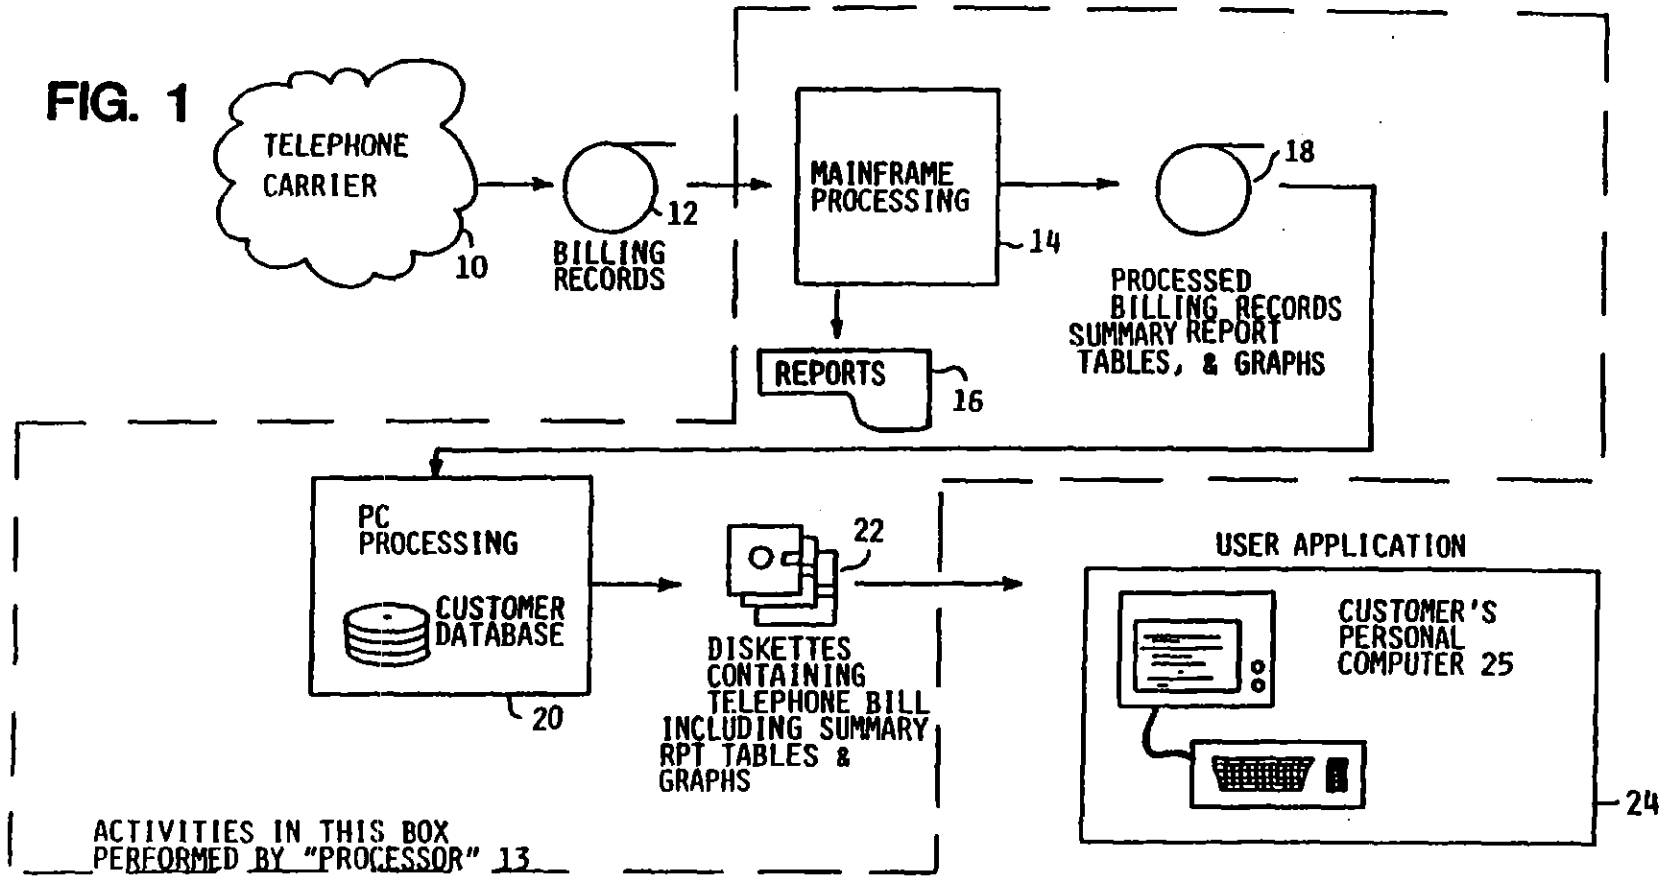 FIG. 1
TELEPHONE
CARRIER
10
12
BILLING
RECORDS
MAINFRAME
PROCESSING
14
REPORTS
16
18
PROCESSED
BILLING RECORDS
SUMMARY REPORT
TABLES, & GRAPHS
PC
PROCESSING
CUSTOMER
DATABASE
20
22
DISKETTES
CONTAINING
TELEPHONE BILL
INCLUDING SUMMARY
RPT TABLES &
GRAPHS
USER APPLICATION
CUSTOMER'S
PERSONAL
COMPUTER 25
24
ACTIVITIES IN THIS BOX
PERFORMED BY "PROCESSOR" 13